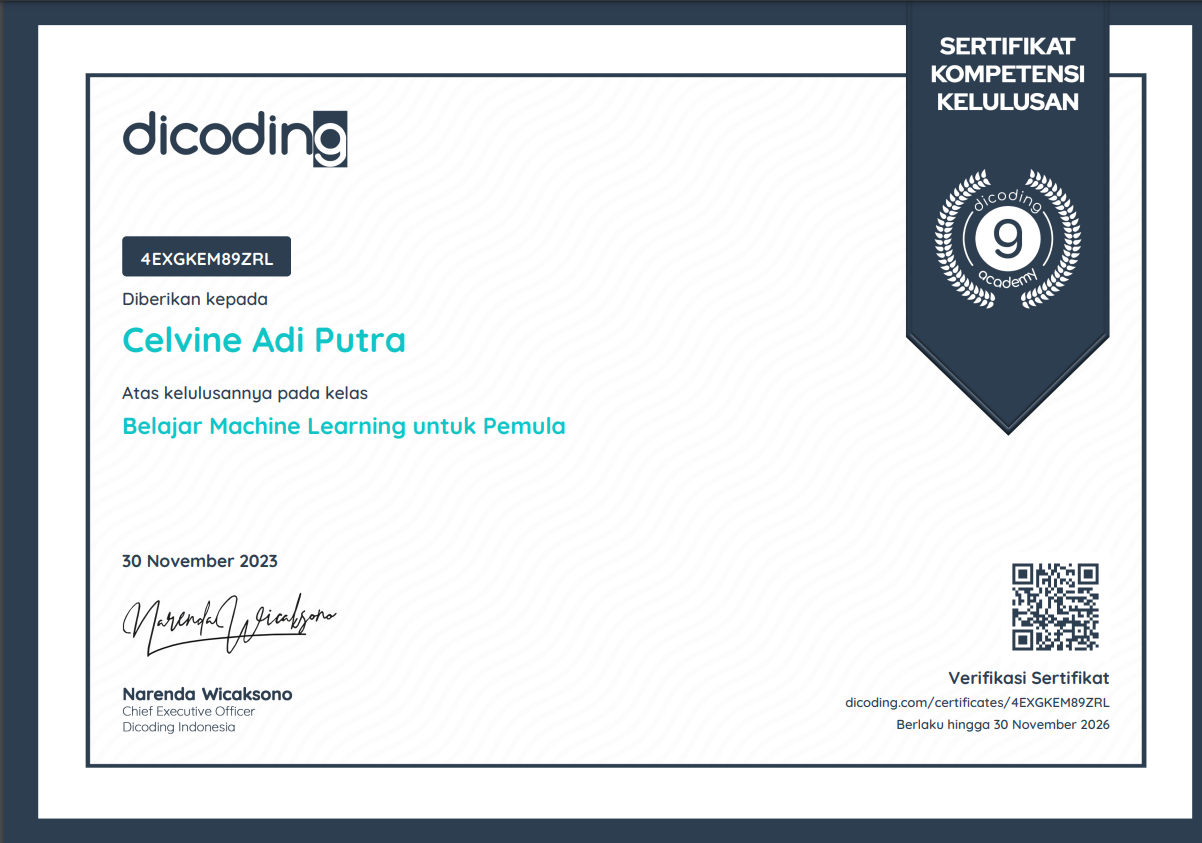 SERTIFIKAT
KOMPETENSI
KELULUSAN
dicoding
dicoding
9
academy
4EXGKEM89ZRL
Diberikan kepada
Celvine Adi Putra
Atas kelulusannya pada kelas
Belajar Machine Learning untuk Pemula
30 November 2023
Narenda Wicaksono
Narenda Wicaksono
Chief Executive Officer
Dicoding Indonesia
Verifikasi Sertifikat
dicoding.com/certificates/4EXGKEM89ZRL
Berlaku hingga 30 November 2026